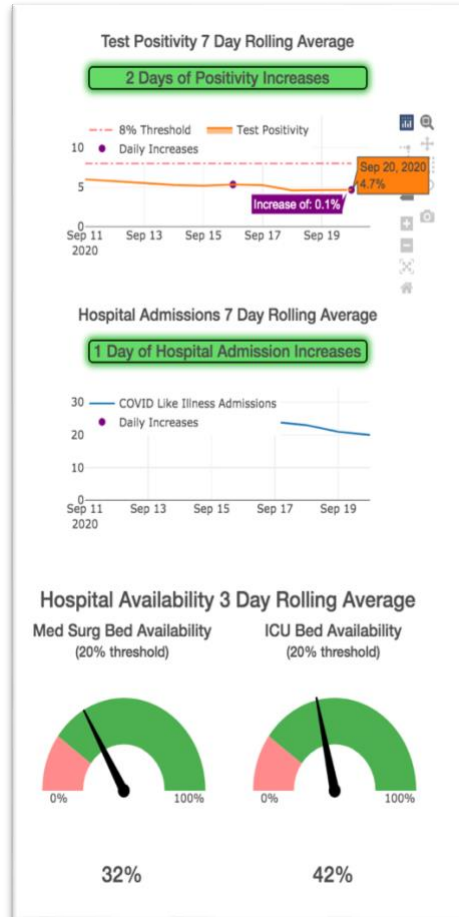 Test Positivity 7 Day Rolling Average
2 Days of Positivity Increases
8% Threshold Test Positivity
Daily Increases
10
5
0
Sep 20, 2020
4.7%
Increase of: 0.1%
Sep 11 Sep 13 Sep 15 Sep 17 Sep 19
2020
Hospital Admissions 7 Day Rolling Average
1 Day of Hospital Admission Increases
30
COVID Like Illness Admissions
Daily Increases
20
10
0
Sep 11 Sep 13 Sep 15 Sep 17 Sep 19
2020
Hospital Availability 3 Day Rolling Average
Med Surg Bed Availability ICU Bed Availability
(20% threshold) (20% threshold)
0% 100% 0% 100%
32% 42%